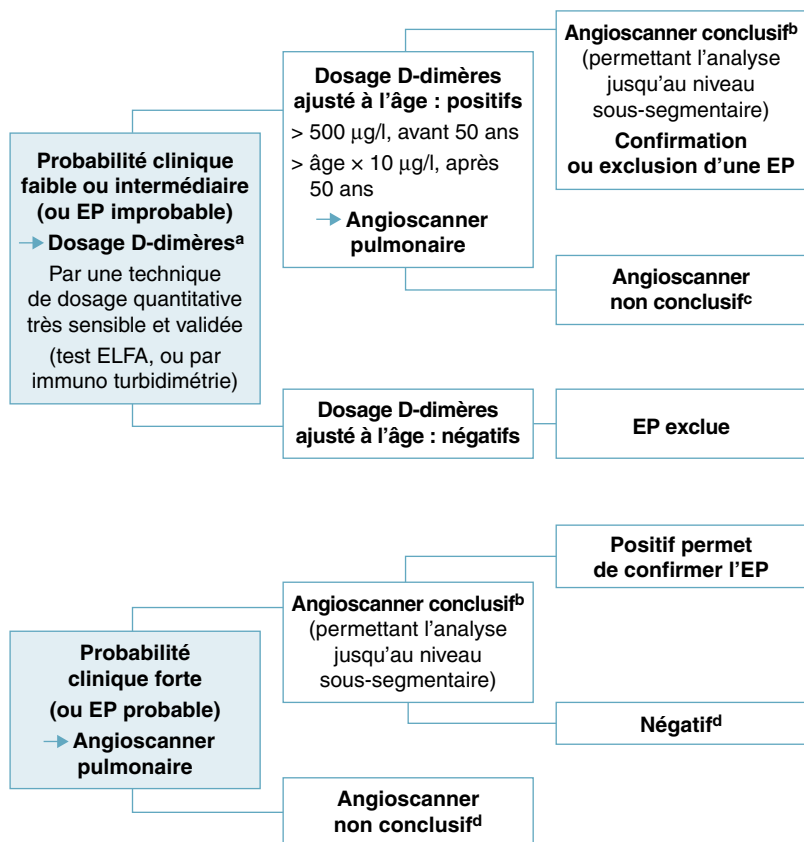 Probabilité clinique
faible ou intermédiaire
(ou EP improbable)
→ Dosage D-dimèresᵃ
Par une technique
de dosage quantitative
très sensible et validée
(test ELFA, ou par
immuno turbidimétrie)
Dosage D-dimères
ajusté à l'âge : positifs
> 500 µg/l, avant 50 ans
> âge × 10 µg/l, après
50 ans
→ Angioscanner
pulmonaire
Angioscanner conclusifᵇ
(permettant l'analyse
jusqu'au niveau
sous-segmentaire)
Confirmation
ou exclusion d'une EP
Angioscanner
non conclusifᶜ
Dosage D-dimères
ajusté à l'âge : négatifs
EP exclue
Probabilité
clinique forte
(ou EP probable)
→ Angioscanner
pulmonaire
Angioscanner conclusifᵇ
(permettant l'analyse
jusqu'au niveau
sous-segmentaire)
Positif permet
de confirmer l'EP
Négatifᵈ
Angioscanner
non conclusifᵈ